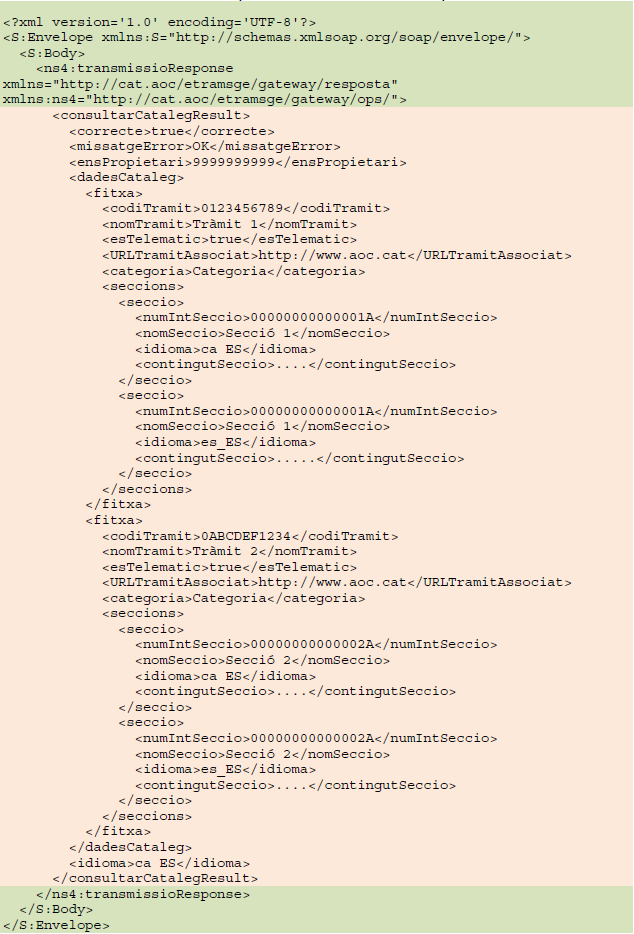 <?xml version='1.0' encoding='UTF-8'?>
<S:Envelope xmlns:S="http://schemas.xmlsoap.org/soap/envelope/">
<S:Body>
<ns4:transmissioResponse
xmlns="http://cat.aoc/etramsge/gateway/resposta"
xmlns:ns4="http://cat.aoc/etramsge/gateway/ops/">
<consultarCatalegResult>
<correcte>true</correcte>
<missatgeError>OK</missatgeError>
<ensPropietari>9999999999</ensPropietari>
<dadesCataleg>
<fitxa>
<codiTramit>0123456789</codiTramit>
<nomTramit>Tràmit 1</nomTramit>
<esTelematic>true</esTelematic>
<URLTramitAssociat>http://www.aoc.cat</URLTramitAssociat>
<categoria>Categoria</categoria>
<seccions>
<seccio>
<numIntSeccio>00000000000001A</numIntSeccio>
<nomSeccio>Secció 1</nomSeccio>
<idioma>ca ES</idioma>
<contingutSeccio>....</contingutSeccio>
</seccio>
<seccio>
<numIntSeccio>00000000000001A</numIntSeccio>
<nomSeccio>Secció 1</nomSeccio>
<idioma>es_ES</idioma>
<contingutSeccio>.....</contingutSeccio>
</seccio>
</seccions>
</fitxa>
<fitxa>
<codiTramit>0ABCDEF1234</codiTramit>
<nomTramit>Tràmit 2</nomTramit>
<esTelematic>true</esTelematic>
<URLTramitAssociat>http://www.aoc.cat</URLTramitAssociat>
<categoria>Categoria</categoria>
<seccions>
<seccio>
<numIntSeccio>00000000000002A</numIntSeccio>
<nomSeccio>Secció 2</nomSeccio>
<idioma>ca ES</idioma>
<contingutSeccio>....</contingutSeccio>
</seccio>
<seccio>
<numIntSeccio>00000000000002A</numIntSeccio>
<nomSeccio>Secció 2</nomSeccio>
<idioma>es_ES</idioma>
<contingutSeccio>....</contingutSeccio>
</seccio>
</seccions>
</fitxa>
</dadesCataleg>
<idioma>ca ES</idioma>
</consultarCatalegResult>
</ns4:transmissioResponse>
</S:Body>
</S:Envelope>